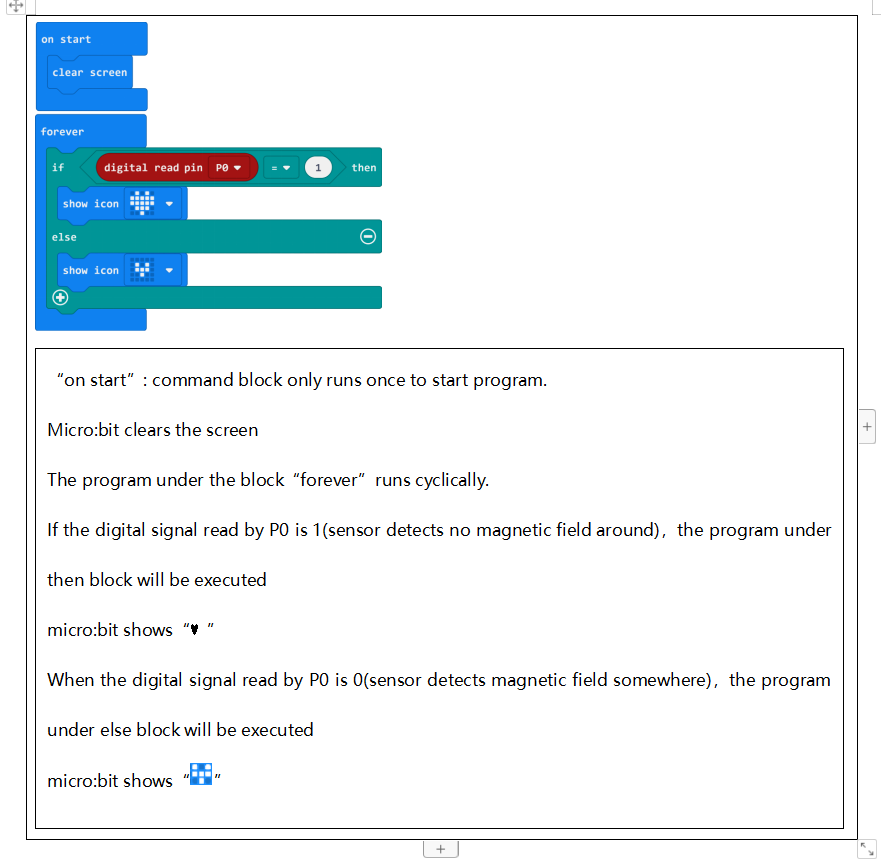 on start
clear screen
forever
if digital read pin P0 = 1 then
show icon
else
show icon
“on start” : command block only runs once to start program.
Micro:bit clears the screen
The program under the block “forever” runs cyclically.
If the digital signal read by P0 is 1(sensor detects no magnetic field around)，the program under
then block will be executed
micro:bit shows “♥ ”
When the digital signal read by P0 is 0(sensor detects magnetic field somewhere)，the program
under else block will be executed
micro:bit shows “ ”